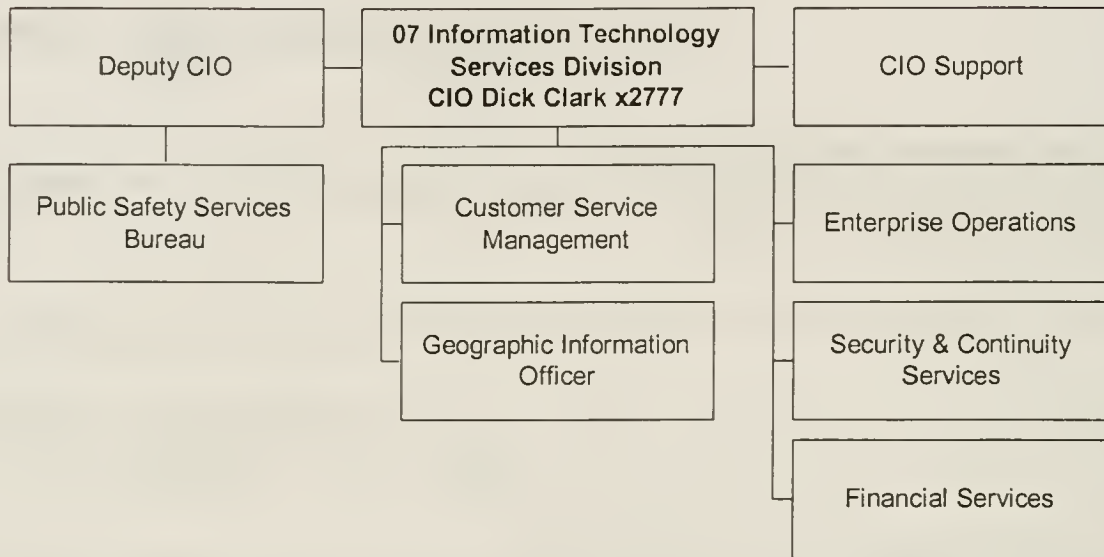 Deputy CIO
07 Information Technology
Services Division
CIO Dick Clark x2777
CIO Support
Public Safety Services
Bureau
Customer Service
Management
Enterprise Operations
Geographic Information
Officer
Security & Continuity
Services
Financial Services